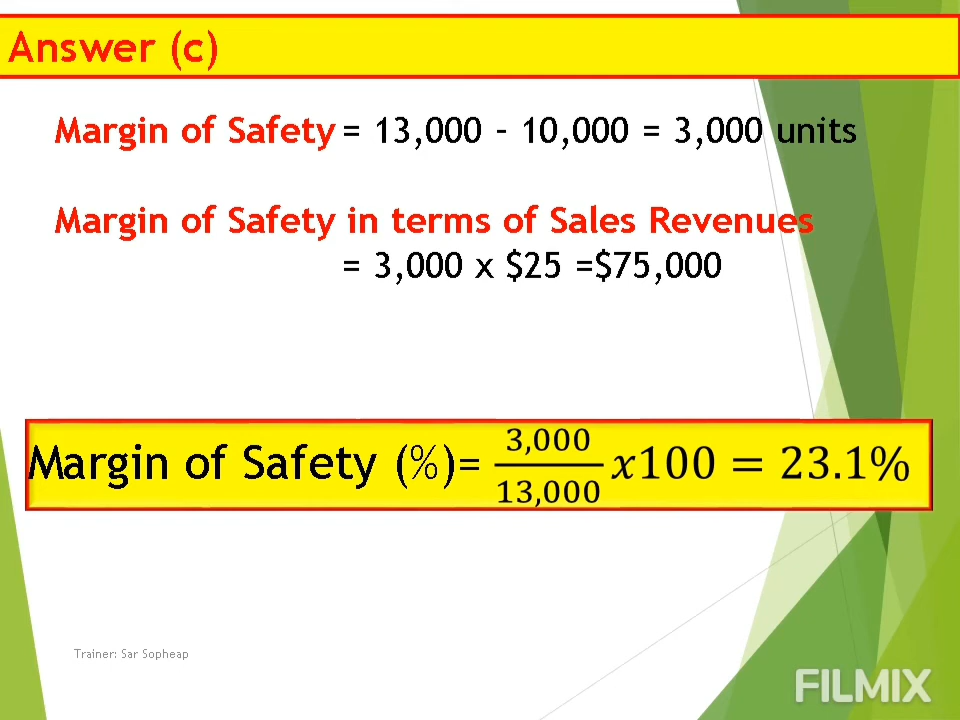 Answer (c)
Margin of Safety = 13,000 – 10,000 = 3,000 units
Margin of Safety in terms of Sales Revenues
= 3,000 x $25 =$75,000
Margin of Safety (%)= 3,000/13,000 x100 = 23.1%
Trainer: Sar Sopheap
FILMIX